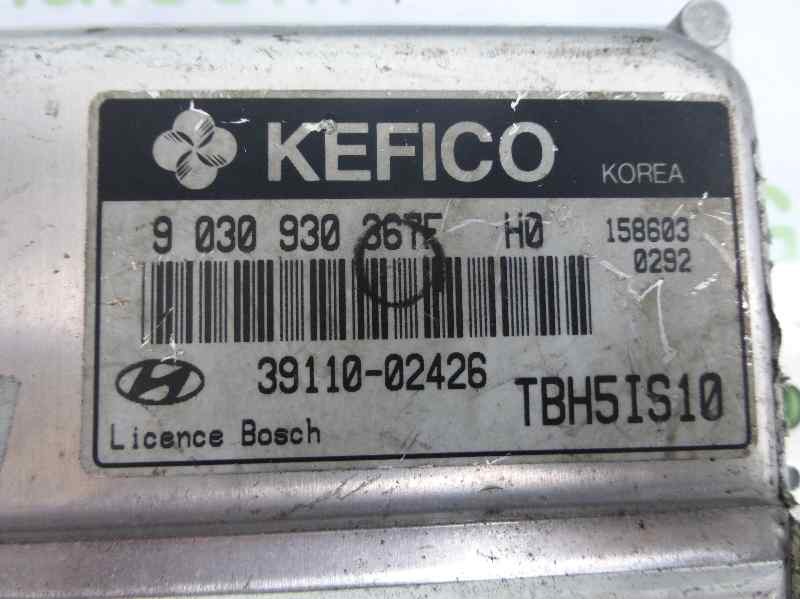 KEFICO
KOREA
9 030 930 367F H0
158603
0292
39110-02426
TBH5IS10
Licence Bosch